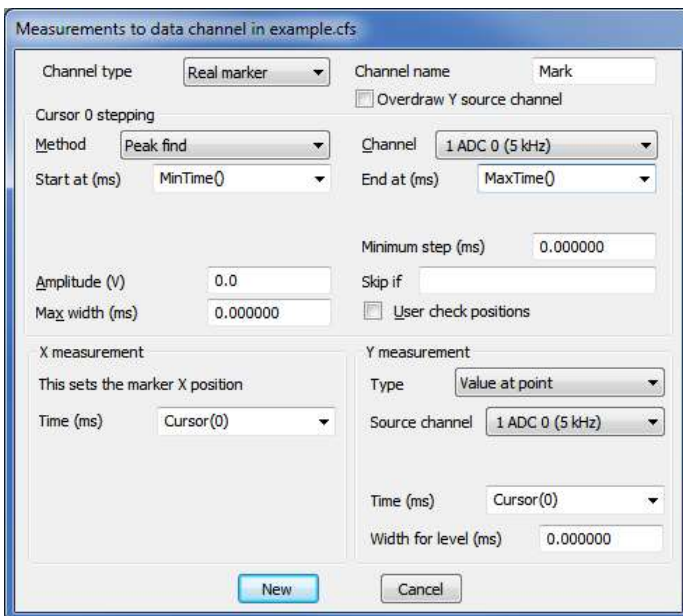 Measurements to data channel in example.cfs
Channel type Real marker Channel name Mark
Overdraw Y source channel
Cursor 0 stepping
Method Peak find Channel 1 ADC 0 (5 kHz)
Start at (ms) MinTime() End at (ms) MaxTime()
Minimum step (ms) 0.000000
Amplitude (V) 0.0 Skip if
Max width (ms) 0.000000 User check positions
X measurement Y measurement
This sets the marker X position Type Value at point
Time (ms) Cursor(0) Source channel 1 ADC 0 (5 kHz)
Time (ms) Cursor(0)
Width for level (ms) 0.000000
New Cancel